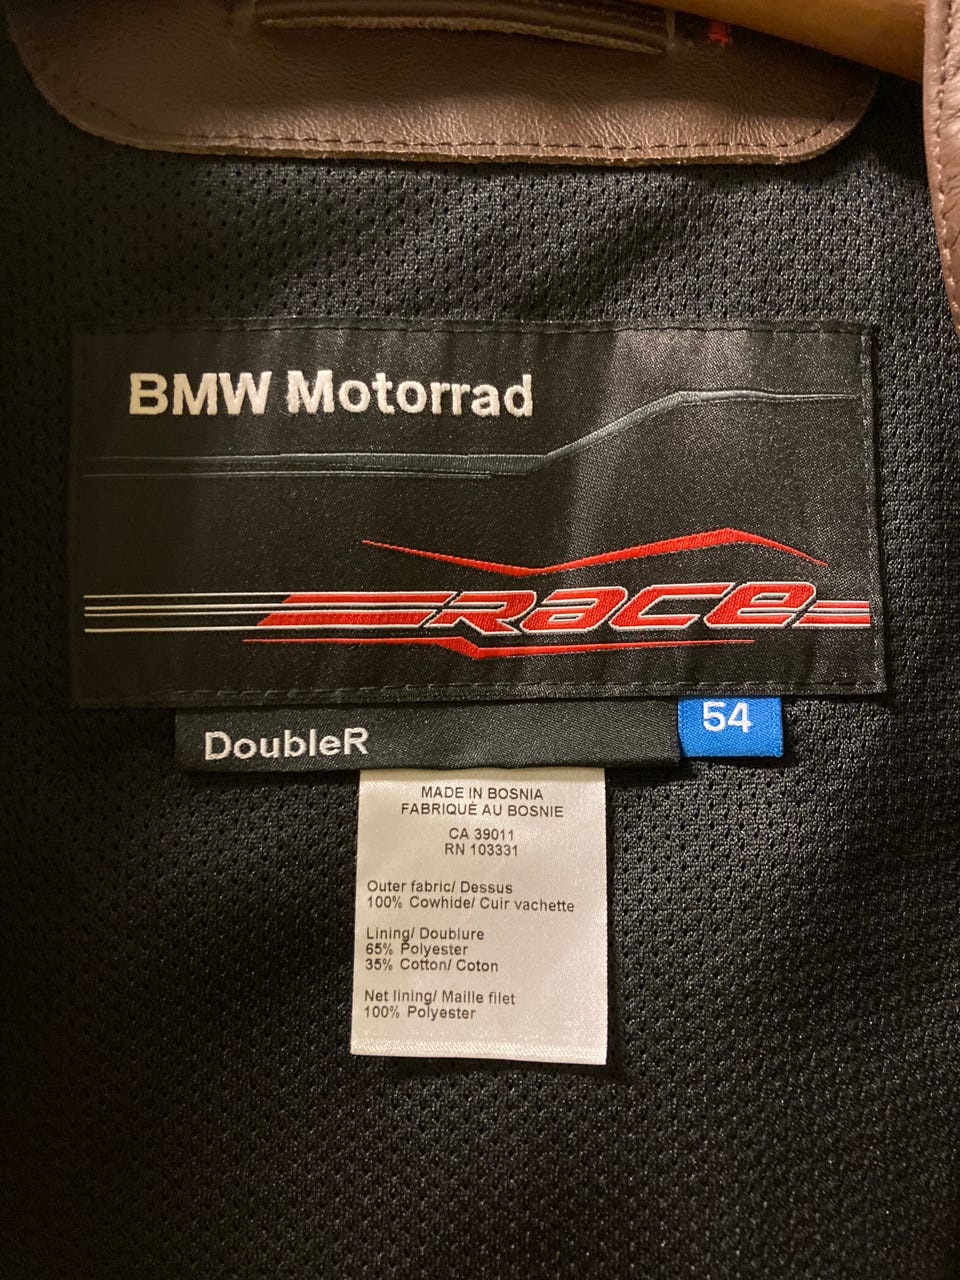 BMW Motorrad
Race
DoubleR
54
MADE IN BOSNIA
FABRIQUÉ AU BOSNIE
CA 39011
RN 103331
Outer fabric/ Dessus
100% Cowhide/ Cuir vachette
Lining/ Doublure
65% Polyester
35% Cotton/ Coton
Net lining/ Maille filet
100% Polyester